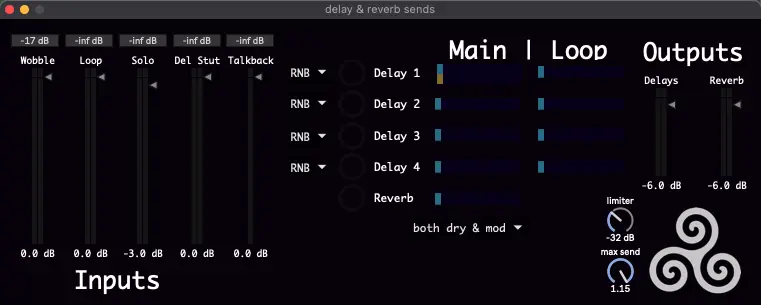 delay & reverb sends
-17 dB -inf dB -inf dB -inf dB -inf dB
Wobble Loop Solo Del Stut Talkback
Main | Loop
Outputs
Delays Reverb
RNB Delay 1
RNB Delay 2
RNB Delay 3
RNB Delay 4
Reverb
-6.0 dB -6.0 dB
both dry & mod
limiter
-32 dB
max send
1.15
0.0 dB 0.0 dB -3.0 dB 0.0 dB 0.0 dB
Inputs